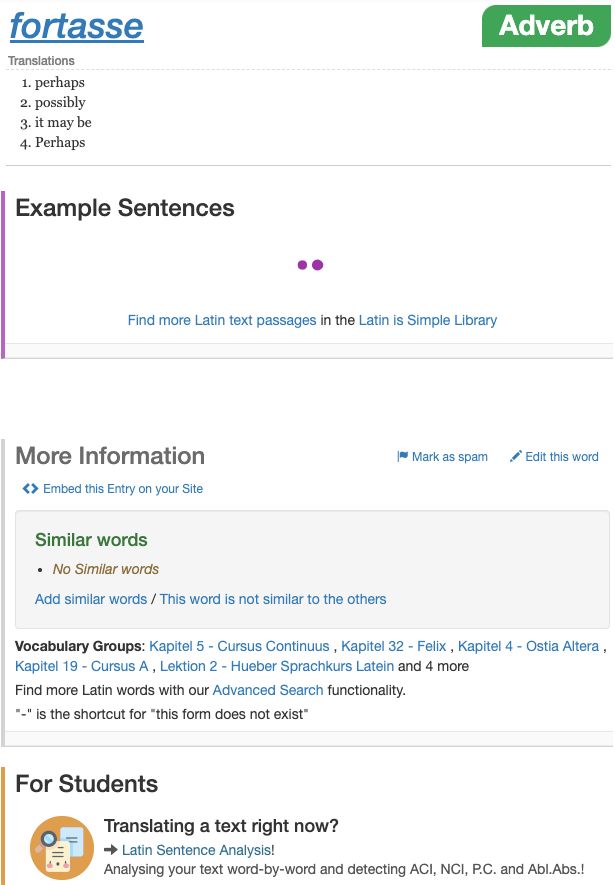 fortasse
Adverb
Translations
1. perhaps
2. possibly
3. it may be
4. Perhaps
Example Sentences
Find more Latin text passages in the Latin is Simple Library
More Information
Mark as spam
Edit this word
Embed this Entry on your Site
Similar words
• No Similar words
Add similar words / This word is not similar to the others
Vocabulary Groups: Kapitel 5 - Cursus Continuus , Kapitel 32 - Felix , Kapitel 4 - Ostia Altera ,
Kapitel 19 - Cursus A , Lektion 2 - Hueber Sprachkurs Latein and 4 more
Find more Latin words with our Advanced Search functionality.
"-" is the shortcut for "this form does not exist"
For Students
Translating a text right now?
Latin Sentence Analysis!
Analysing your text word-by-word and detecting ACI, NCI, P.C. and Abl.Abs.!